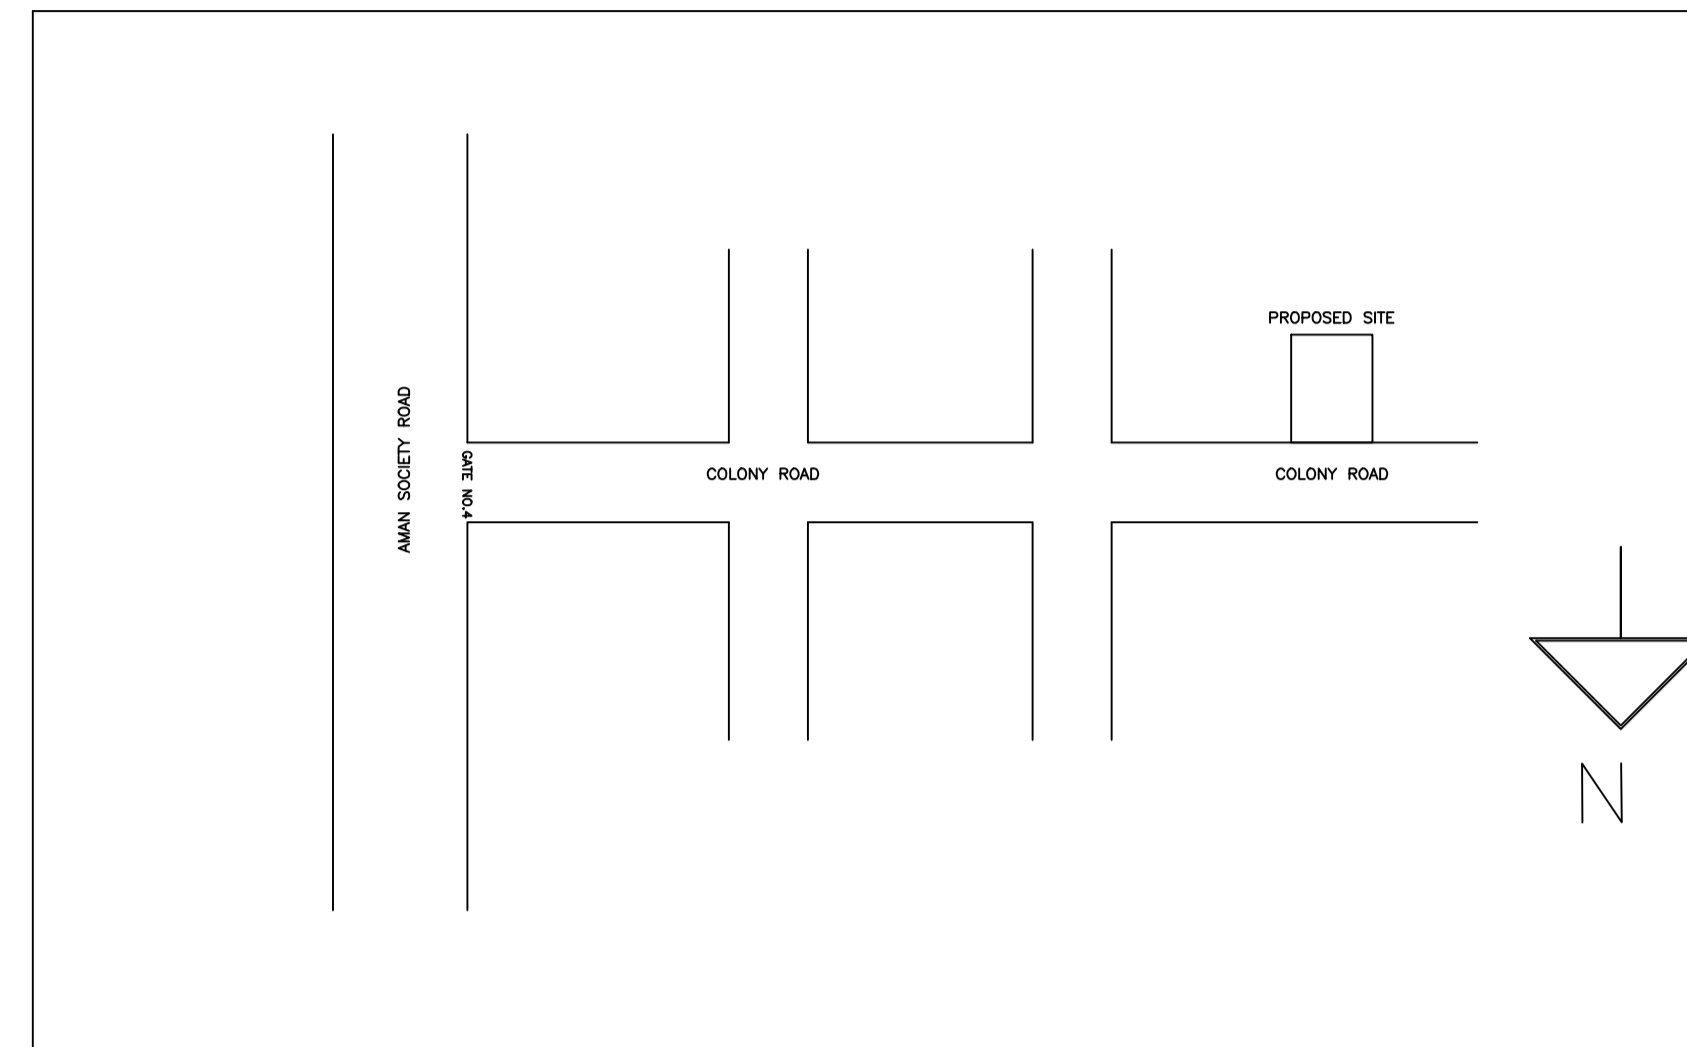 PROPOSED SITE
AMAN SOCIETY ROAD
GATE NO.4
COLONY ROAD
COLONY ROAD
N